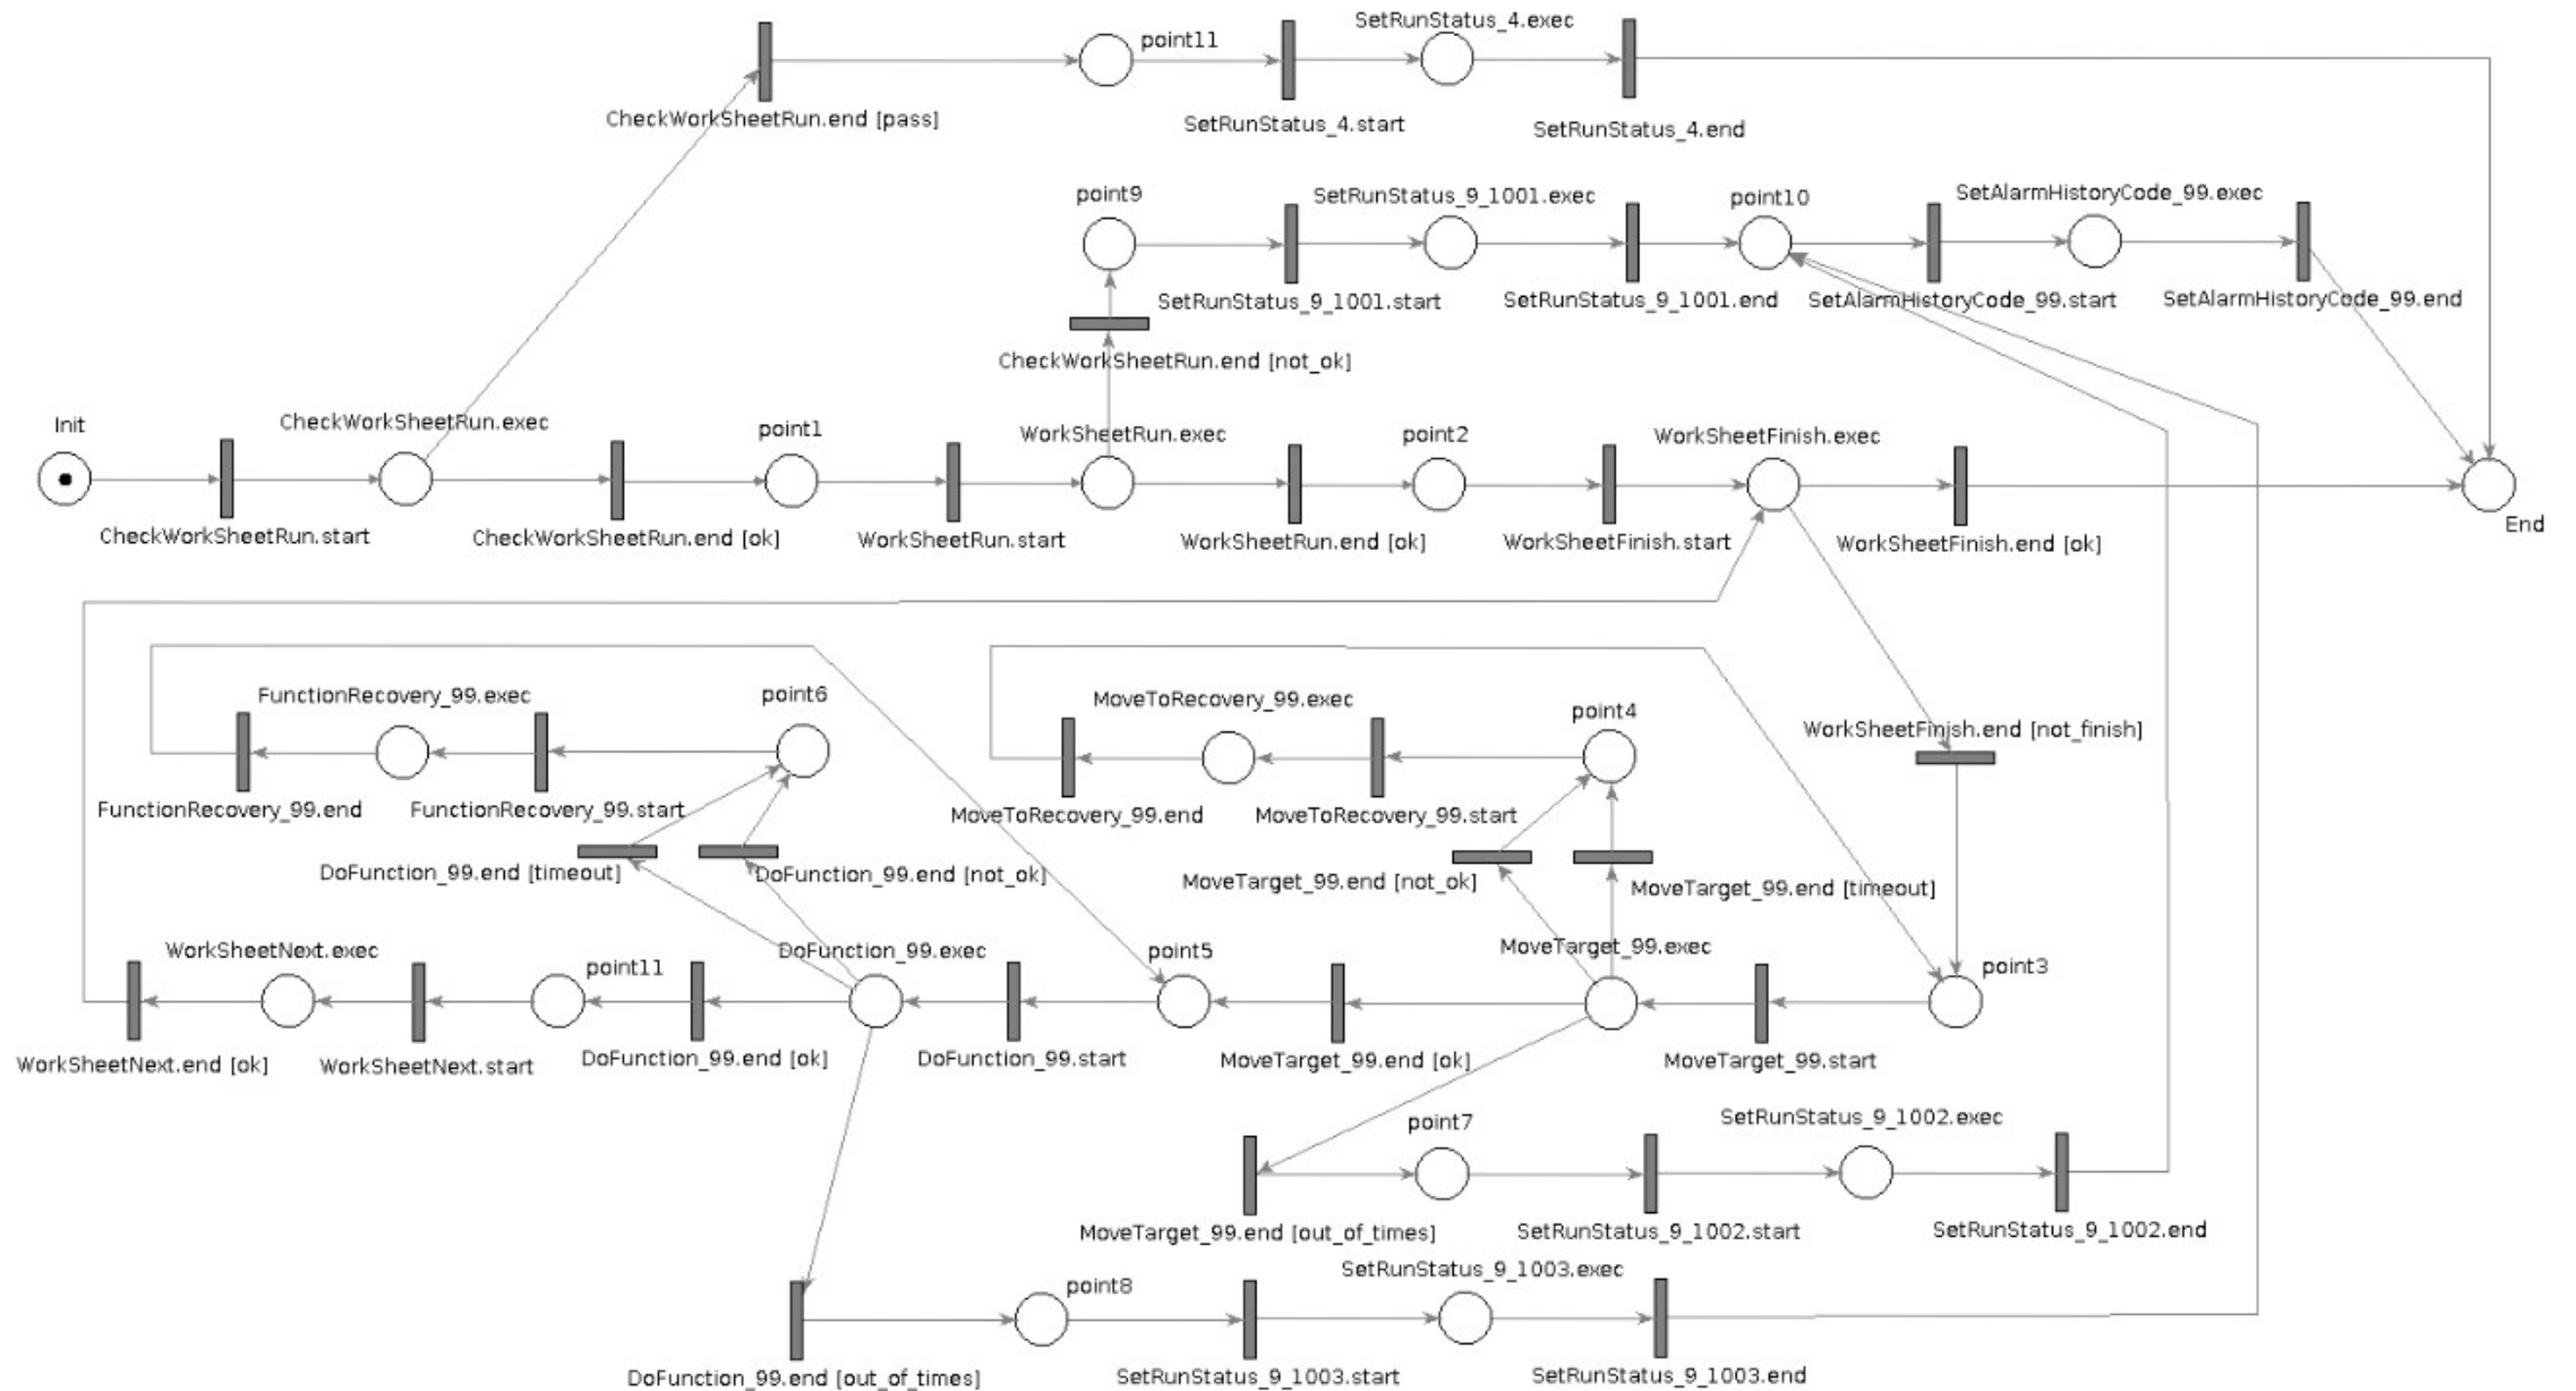 SetRunStatus_4.exec
point11
CheckWorkSheetRun.end [pass]
SetRunStatus_4.start
SetRunStatus_4.end
point9
SetRunStatus_9_1001.exec
point10
SetAlarmHistoryCode_99.exec
SetRunStatus_9_1001.start
SetRunStatus_9_1001.end
SetAlarmHistoryCode_99.start
SetAlarmHistoryCode_99.end
CheckWorkSheetRun.end [not_ok]
Init
CheckWorkSheetRun.exec
point1
WorkSheetRun.exec
point2
WorkSheetFinish.exec
End
CheckWorkSheetRun.start
CheckWorkSheetRun.end [ok]
WorkSheetRun.start
WorkSheetRun.end [ok]
WorkSheetFinish.start
WorkSheetFinish.end [ok]
FunctionRecovery_99.exec
point6
MoveToRecovery_99.exec
point4
WorkSheetFinish.end [not_finish]
FunctionRecovery_99.end
FunctionRecovery_99.start
MoveToRecovery_99.end
MoveToRecovery_99.start
DoFunction_99.end [timeout]
DoFunction_99.end [not_ok]
MoveTarget_99.end [not_ok]
MoveTarget_99.end [timeout]
WorkSheetNext.exec
point11
DoFunction_99.exec
point5
MoveTarget_99.exec
point3
WorkSheetNext.end [ok]
WorkSheetNext.start
DoFunction_99.end [ok]
DoFunction_99.start
MoveTarget_99.end [ok]
MoveTarget_99.start
point7
SetRunStatus_9_1002.exec
MoveTarget_99.end [out_of_times]
SetRunStatus_9_1002.start
SetRunStatus_9_1002.end
point8
SetRunStatus_9_1003.exec
DoFunction_99.end [out_of_times]
SetRunStatus_9_1003.start
SetRunStatus_9_1003.end